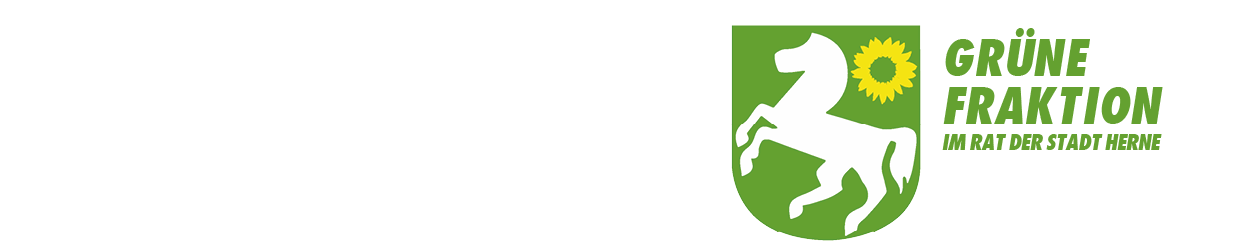 GRÜNE
FRAKTION
IM RAT DER STADT HERNE